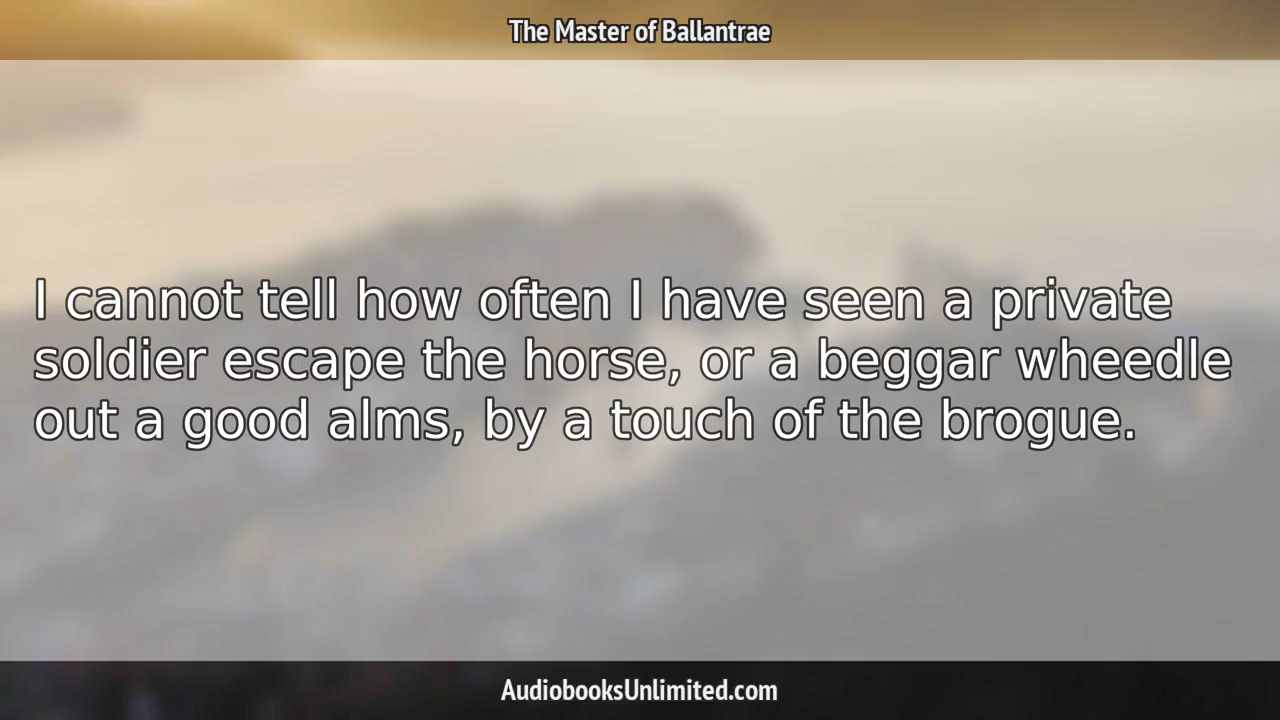 The Master of Ballantrae
I cannot tell how often I have seen a private
soldier escape the horse, or a beggar wheedle
out a good alms, by a touch of the brogue.
AudiobooksUnlimited.com